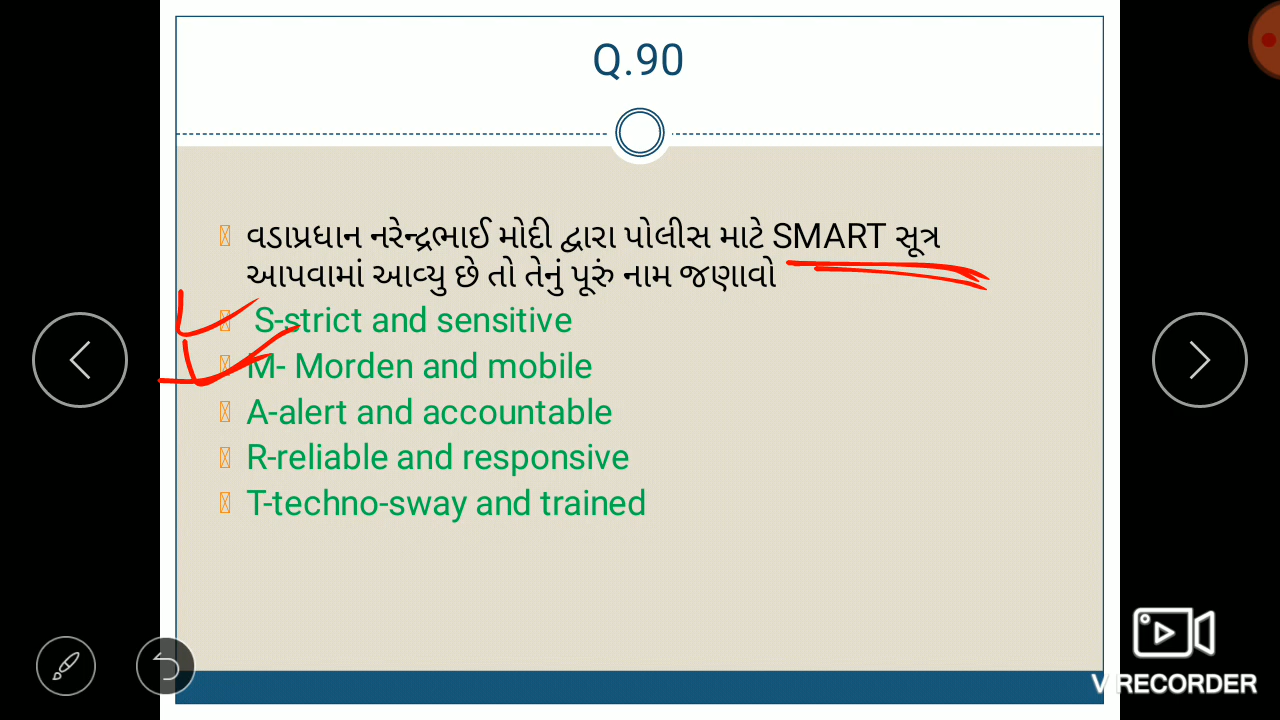 Q.90
વડાપ્રધાન નરેન્દ્રભાઈ મોદી દ્વારા પોલીસ માટે SMART સૂત્ર
આપવામાં આવ્યુ છે તો તેનું પૂરું નામ જણાવો
S-strict and sensitive
M- Morden and mobile
A-alert and accountable
R-reliable and responsive
T-techno-sway and trained
V RECORDER